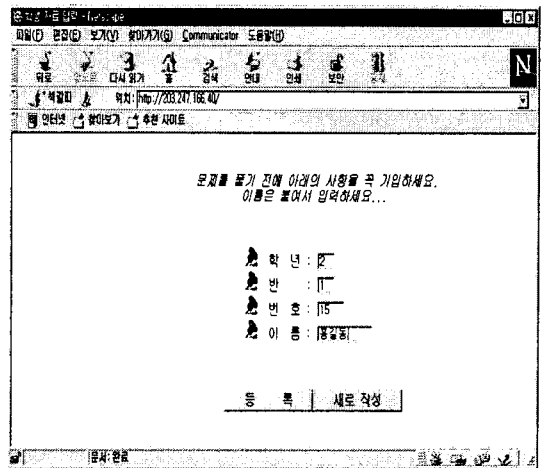 파일(F) 편집(E) 보기(V) 찾아가기(G) Communicator 도움말(H)
뒤로 다시 읽기 홈 검색 안내 인쇄 보안
N
책갈피 위치: http://203.247.166.40/
인터넷 찾아보기 추천 사이트
문제를 풀기 전에 아래의 사항을 꼭 기입하세요.
이름은 붙여서 입력하세요...
학 년 : 2
반 : 1
번 호 : 15
이 름 : 홍길동
등 록 새로 작성
문서: 완료